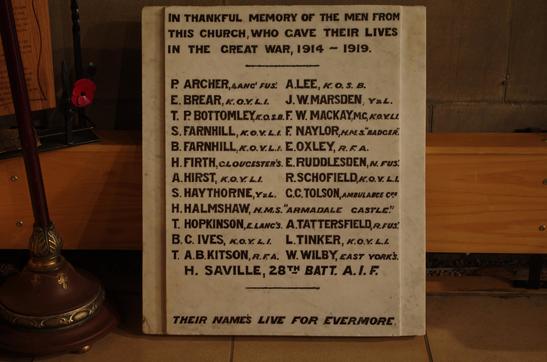 IN THANKFUL MEMORY OF THE MEN FROM
THIS CHURCH, WHO GAVE THEIR LIVES
IN THE GREAT WAR, 1914 – 1919.
P. ARCHER, LANC' FUS. A. LEE, K.O.S.B.
E. BREAR, K.O.Y.L.I. J. W. MARSDEN, Y&L.
T. P. BOTTOMLEY, K.O.S.B. F. W. MACKAY, MC, K.O.Y.L.I.
S. FARNHILL, K.O.Y.L.I. F. NAYLOR, H.M.S. "BADGER".
B. FARNHILL, K.O.Y.L.I. E. OXLEY, R.F.A.
H. FIRTH, GLOUCESTER'S. E. RUDDLESDEN, N. FUS.
A. HIRST, K.O.Y.L.I. R. SCHOFIELD, K.O.Y.L.I.
S. HAYTHORNE, Y&L. C. C. TOLSON, AMBULANCE CPS
H. HALMSHAW, H.M.S. "ARMADALE CASTLE."
T. HOPKINSON, E. LANC'S. A. TATTERSFIELD, R. FUS.
B. C. IVES, K.O.Y.L.I. L. TINKER, K.O.Y.L.I.
T. A. B. KITSON, R.F.A. W. WILBY, EAST YORK'S.
H. SAVILLE, 28TH BATT. A.I.F.
THEIR NAMES LIVE FOR EVERMORE.